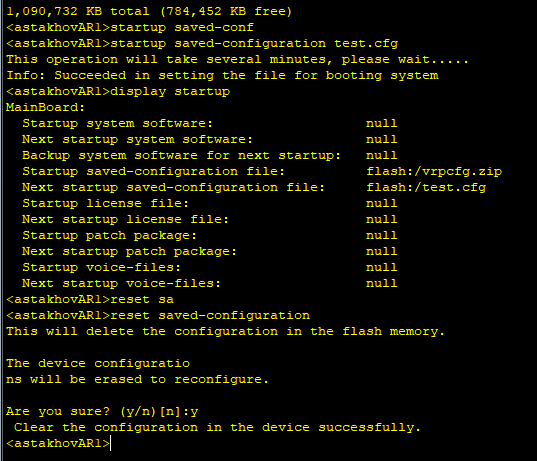 1,090,732 KB total (784,452 KB free)
<astakhovAR1>startup saved-conf
<astakhovAR1>startup saved-configuration test.cfg
This operation will take several minutes, please wait.....
Info: Succeeded in setting the file for booting system
<astakhovAR1>display startup
MainBoard:
  Startup system software:                   null
  Next startup system software:              null
  Backup system software for next startup:   null
  Startup saved-configuration file:          flash:/vrpcfg.zip
  Next startup saved-configuration file:     flash:/test.cfg
  Startup license file:                      null
  Next startup license file:                 null
  Startup patch package:                     null
  Next startup patch package:                null
  Startup voice-files:                       null
  Next startup voice-files:                  null
<astakhovAR1>reset sa
<astakhovAR1>reset saved-configuration
This will delete the configuration in the flash memory.
The device configuratio
ns will be erased to reconfigure.
Are you sure? (y/n)[n]:y
 Clear the configuration in the device successfully.
<astakhovAR1>